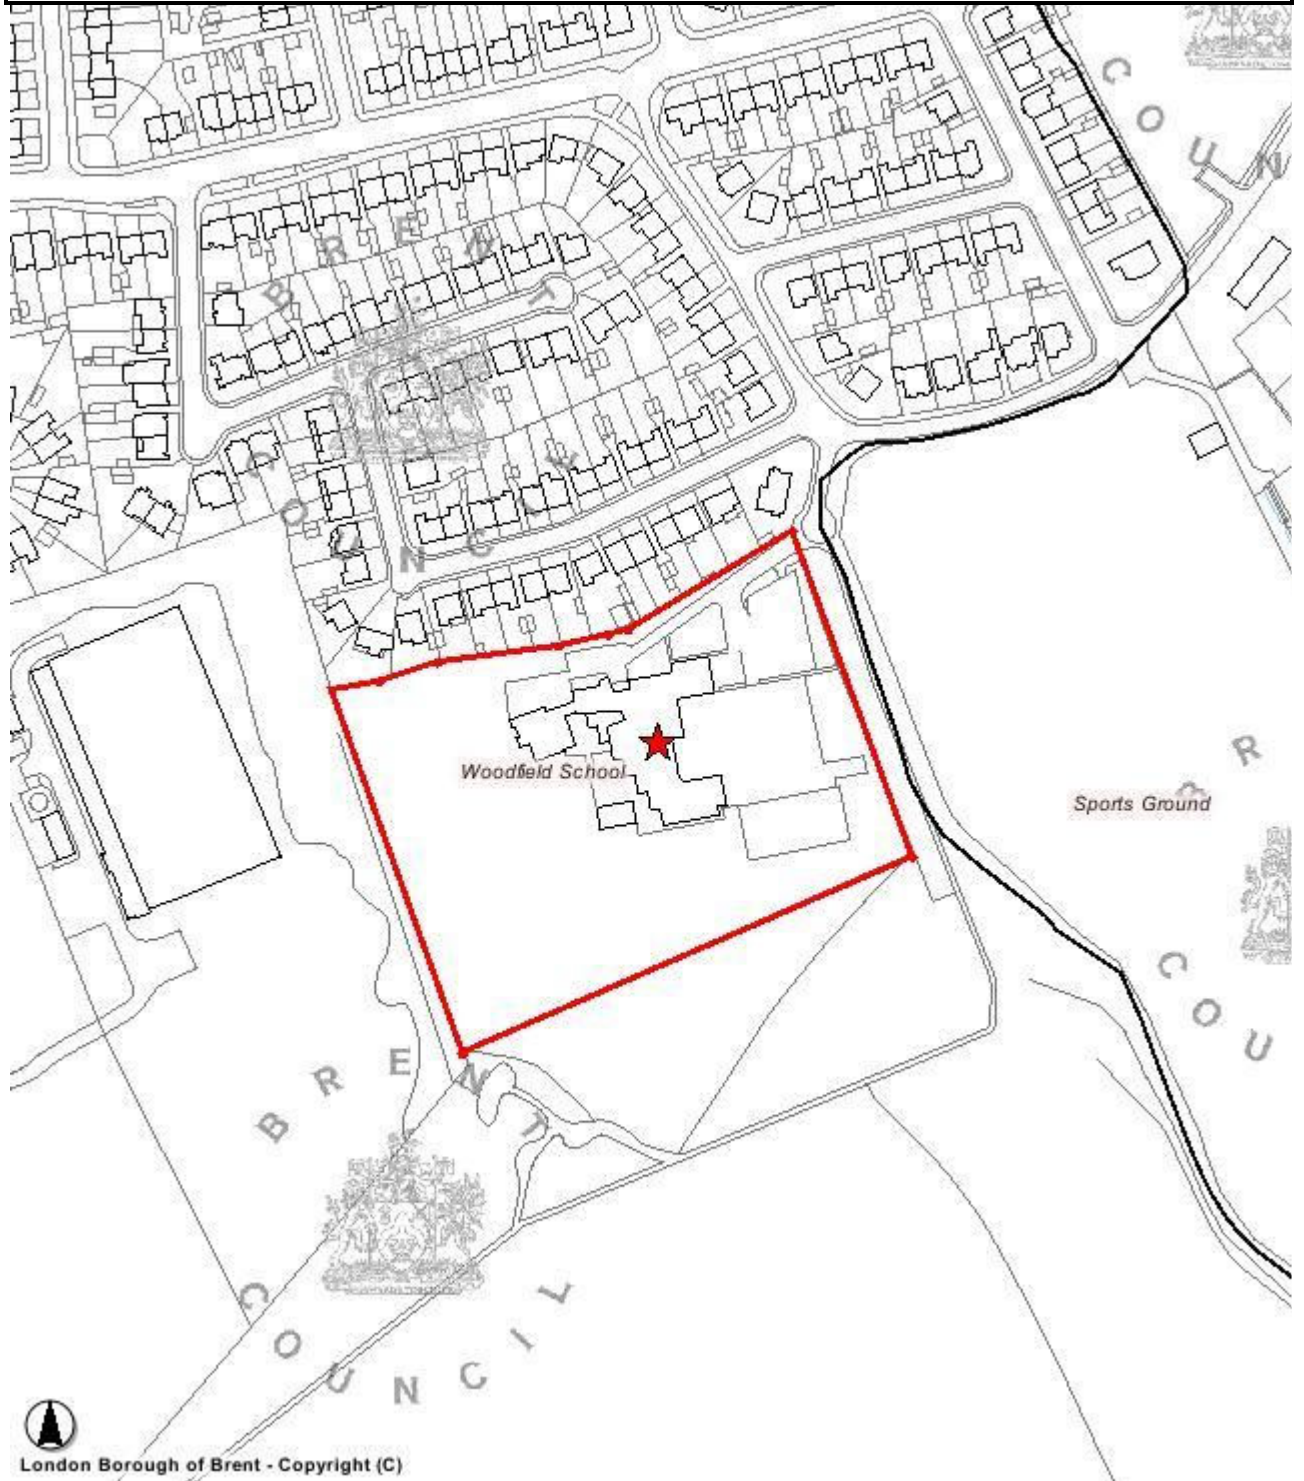 C O U N
B R E N T
C O U N C I L
Woodfield School
Sports Ground
B R
C O U
B R E N T
C O U N C I L
London Borough of Brent - Copyright (C)